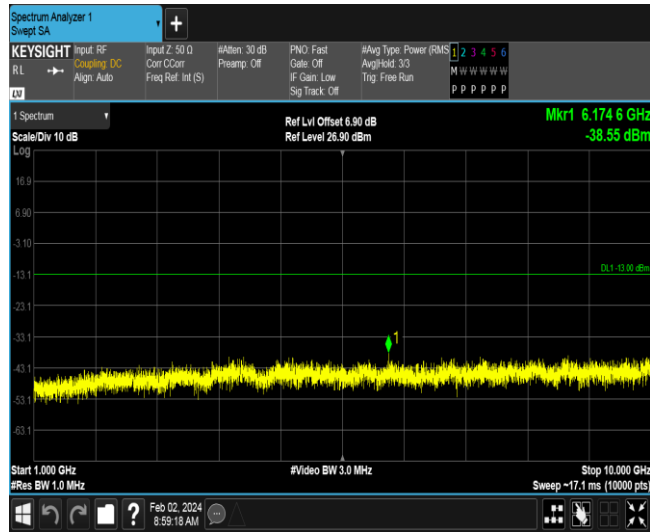 Spectrum Analyzer 1
Swept SA
+
KEYSIGHT Input: RF Input Z: 50 Ω #Atten: 30 dB PNO: Fast #Avg Type: Power (RMS 1 2 3 4 5 6
RL Coupling: DC Corr CCorr Preamp: Off Gate: Off Avg|Hold: 3/3 M W W W W W
Align: Auto Freq Ref: Int (S) IF Gain: Low Trig: Free Run
Sig Track: Off P P P P P P
LXI
1 Spectrum Ref Lvl Offset 6.90 dB Mkr1 6.174 6 GHz
Scale/Div 10 dB Ref Level 26.90 dBm -38.55 dBm
Log
16.9
6.90
-3.10
-13.1 DL1 -13.00 dBm
-23.1
-33.1 1
-43.1
-53.1
-63.1
Start 1.000 GHz #Video BW 3.0 MHz Stop 10.000 GHz
#Res BW 1.0 MHz Sweep ~17.1 ms (10000 pts)
? Feb 02, 2024
8:59:18 AM